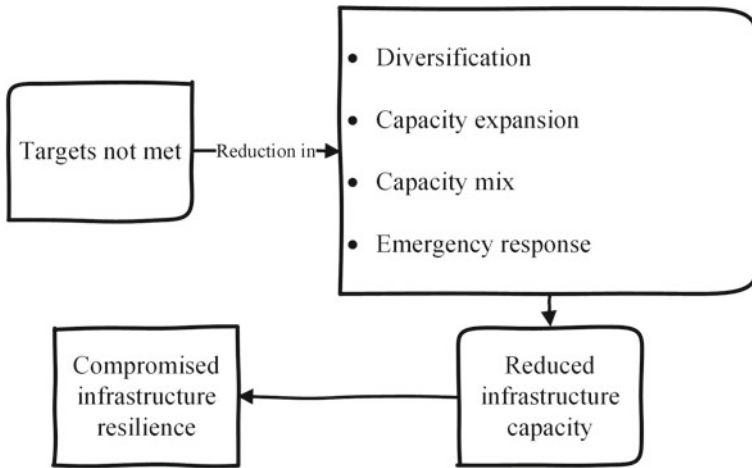 Targets not met
Reduction in
• Diversification
• Capacity expansion
• Capacity mix
• Emergency response
Reduced
infrastructure
capacity
Compromised
infrastructure
resilience